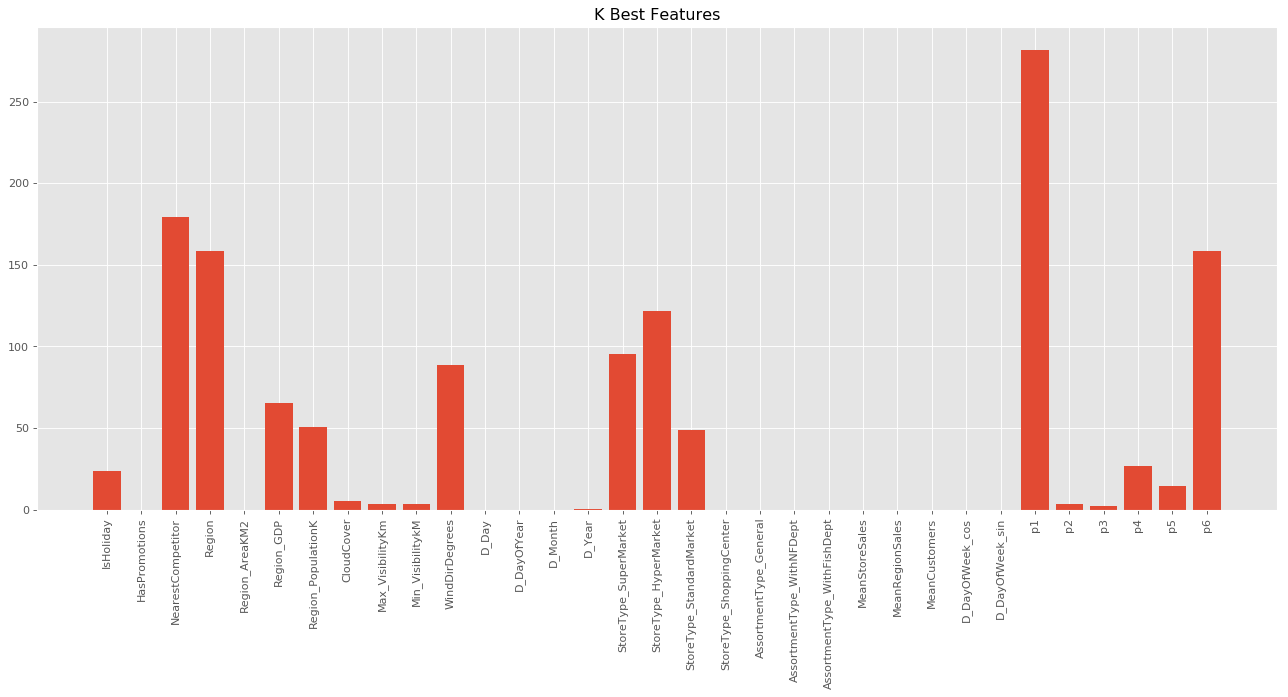 K Best Features
250
200
150
100
50
0
IsHoliday
HasPromotions
NearestCompetitor
Region
Region_AreaKM2
Region_GDP
Region_PopulationK
CloudCover
Max_VisibilityKm
Min_VisibilitykM
WindDirDegrees
D_Day
D_DayOfYear
D_Month
D_Year
StoreType_SuperMarket
StoreType_HyperMarket
StoreType_StandardMarket
StoreType_ShoppingCenter
AssortmentType_General
AssortmentType_WithNFDept
AssortmentType_WithFishDept
MeanStoreSales
MeanRegionSales
MeanCustomers
D_DayOfWeek_cos
D_DayOfWeek_sin
p1
p2
p3
p4
p5
p6